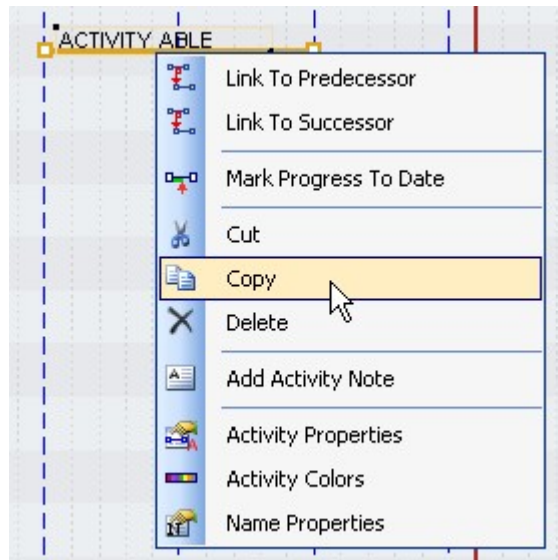 ACTIVITY ABLE
Link To Predecessor
Link To Successor
Mark Progress To Date
Cut
Copy
Delete
Add Activity Note
Activity Properties
Activity Colors
Name Properties